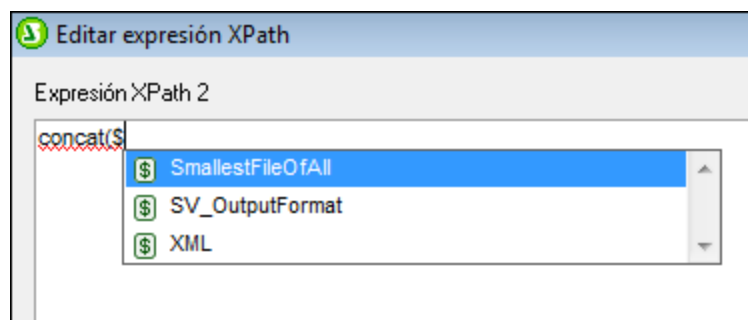 Editar expresión XPath
Expresión XPath 2
concat($
$ SmallestFileOfAll
$ SV_OutputFormat
$ XML